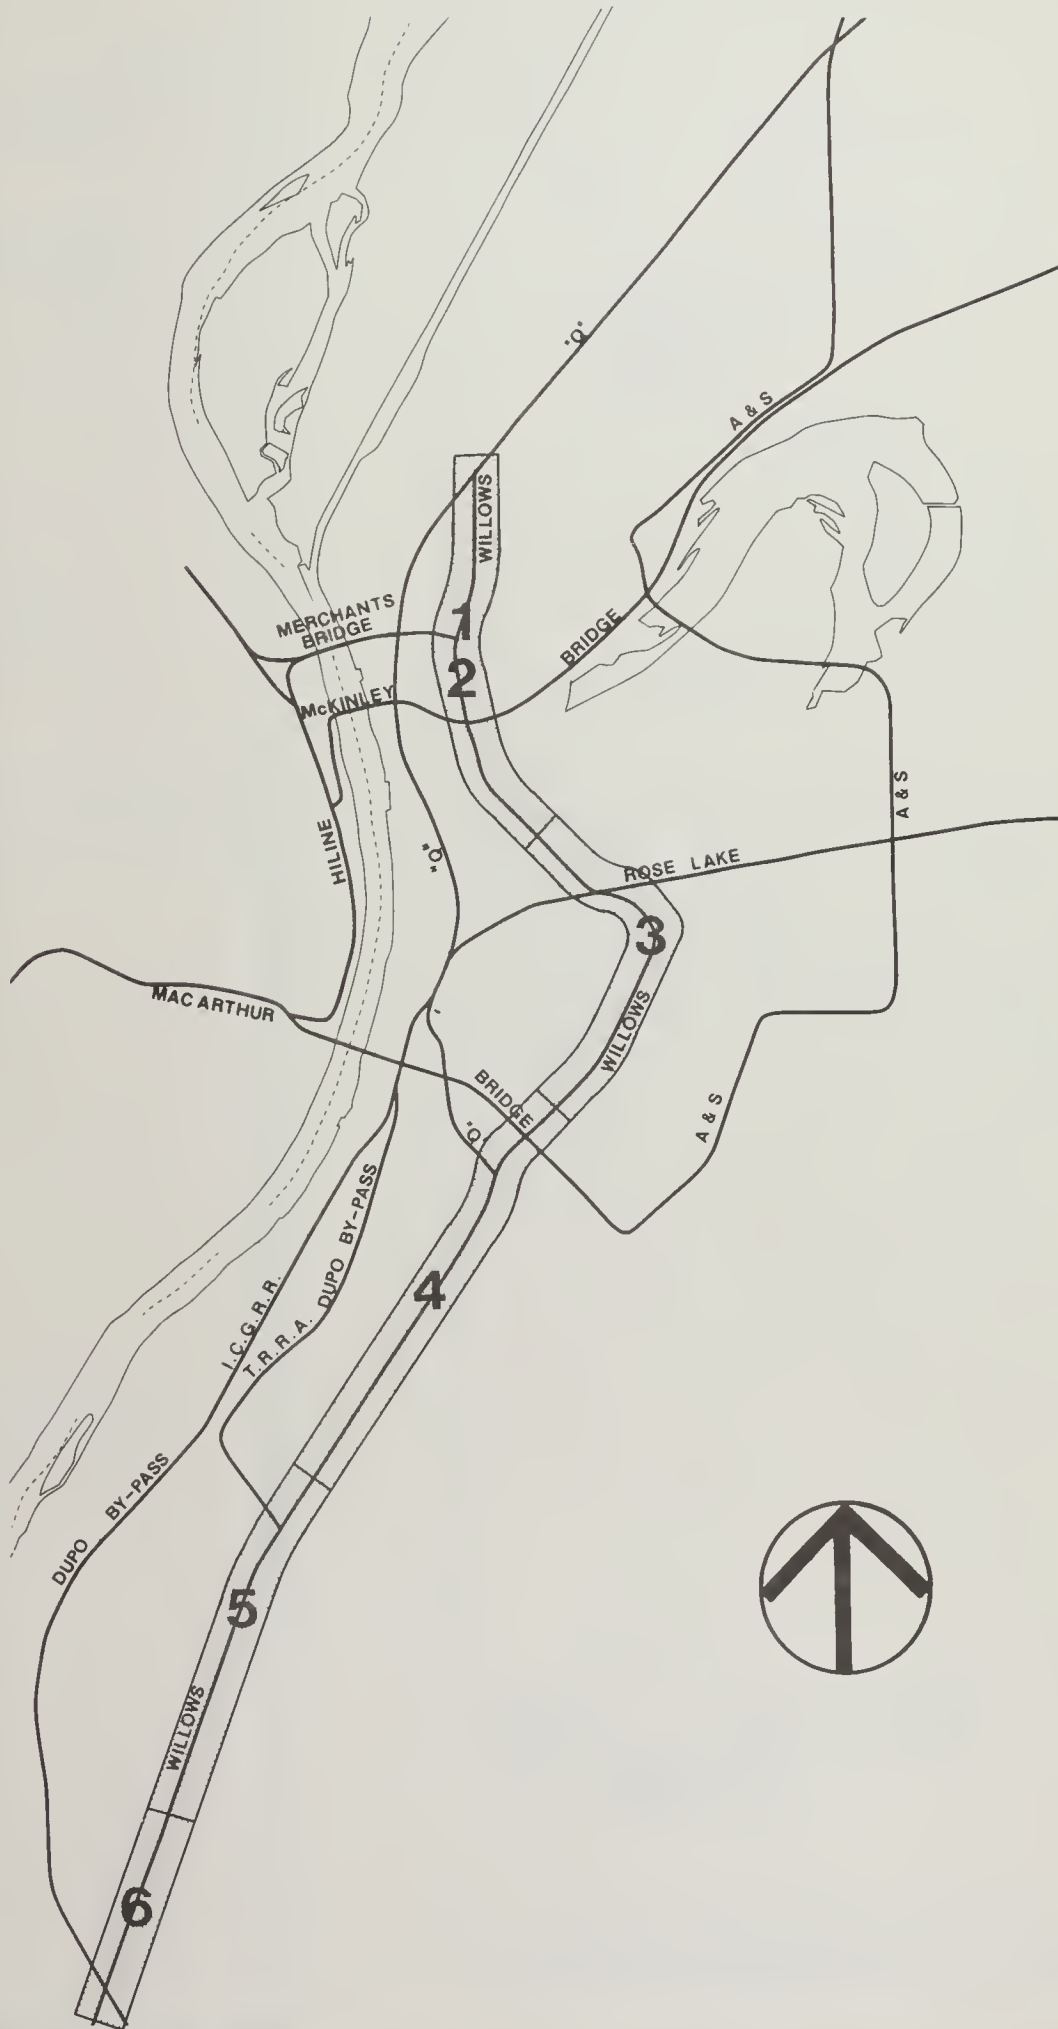 "Q"
A & S
WILLOWS
MERCHANTS
BRIDGE
1
BRIDGE
2
McKINLEY
A & S
HILINE
"Q"
ROSE LAKE
3
MAC ARTHUR
WILLOWS
BRIDGE
"Q"
A & S
DUPO BY-PASS
4
I.C.G.R.R.
T.R.R.A.
DUPO BY-PASS
5
WILLOWS
6